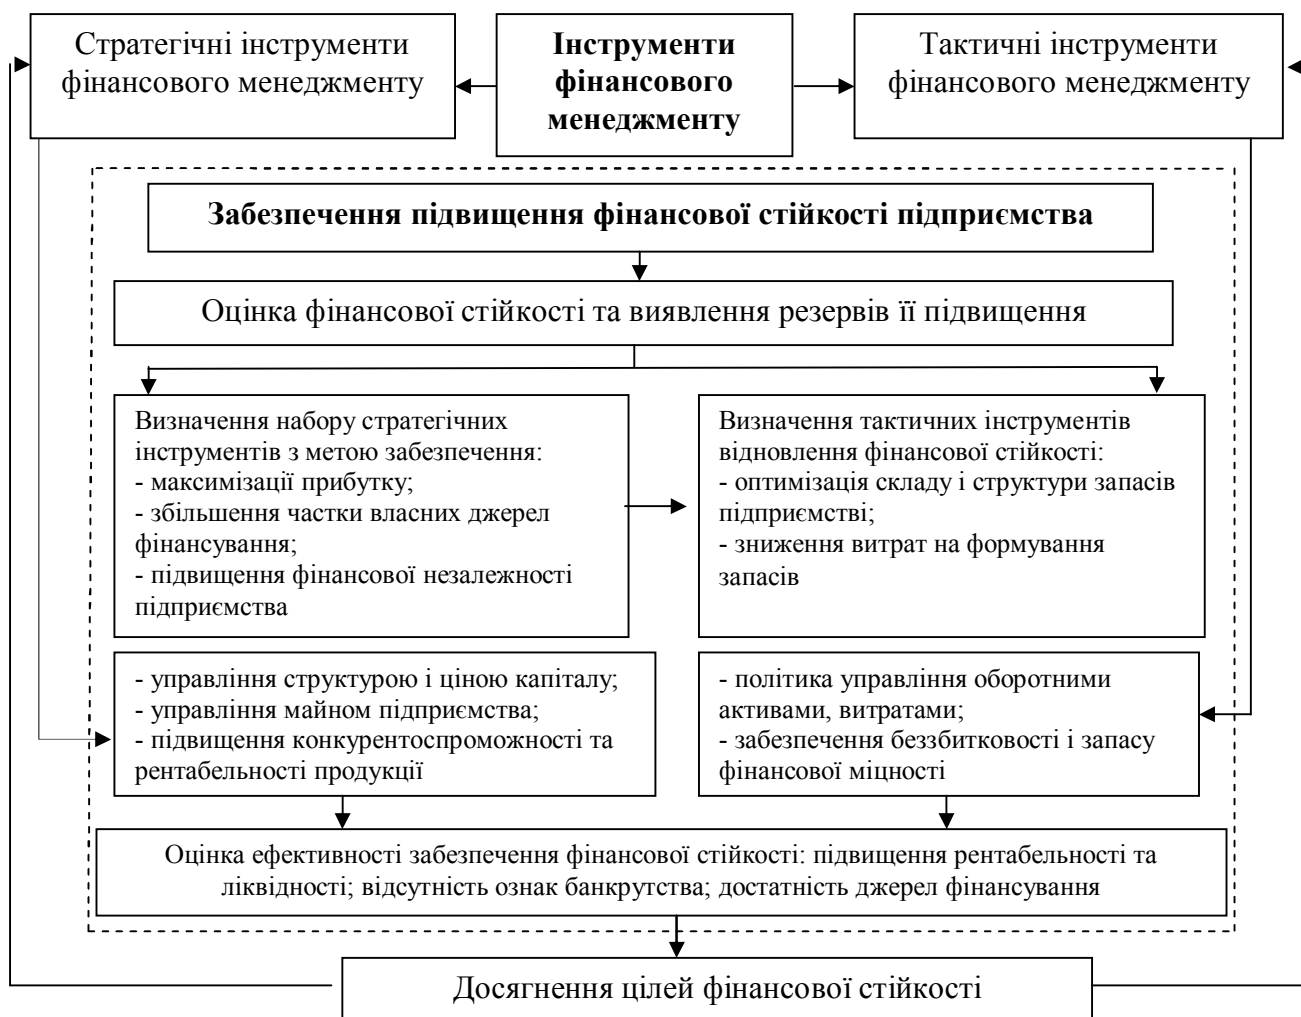 Стратегічні інструменти
фінансового менеджменту
Інструменти
фінансового
менеджменту
Тактичні інструменти
фінансового менеджменту
Забезпечення підвищення фінансової стійкості підприємства
Оцінка фінансової стійкості та виявлення резервів її підвищення
Визначення набору стратегічних
інструментів з метою забезпечення:
- максимізації прибутку;
- збільшення частки власних джерел
фінансування;
- підвищення фінансової незалежності
підприємства
Визначення тактичних інструментів
відновлення фінансової стійкості:
- оптимізація складу і структури запасів
підприємстві;
- зниження витрат на формування
запасів
- управління структурою і ціною капіталу;
- управління майном підприємства;
- підвищення конкурентоспроможності та
рентабельності продукції
- політика управління оборотними
активами, витратами;
- забезпечення беззбитковості і запасу
фінансової міцності
Оцінка ефективності забезпечення фінансової стійкості: підвищення рентабельності та
ліквідності; відсутність ознак банкрутства; достатність джерел фінансування
Досягнення цілей фінансової стійкості